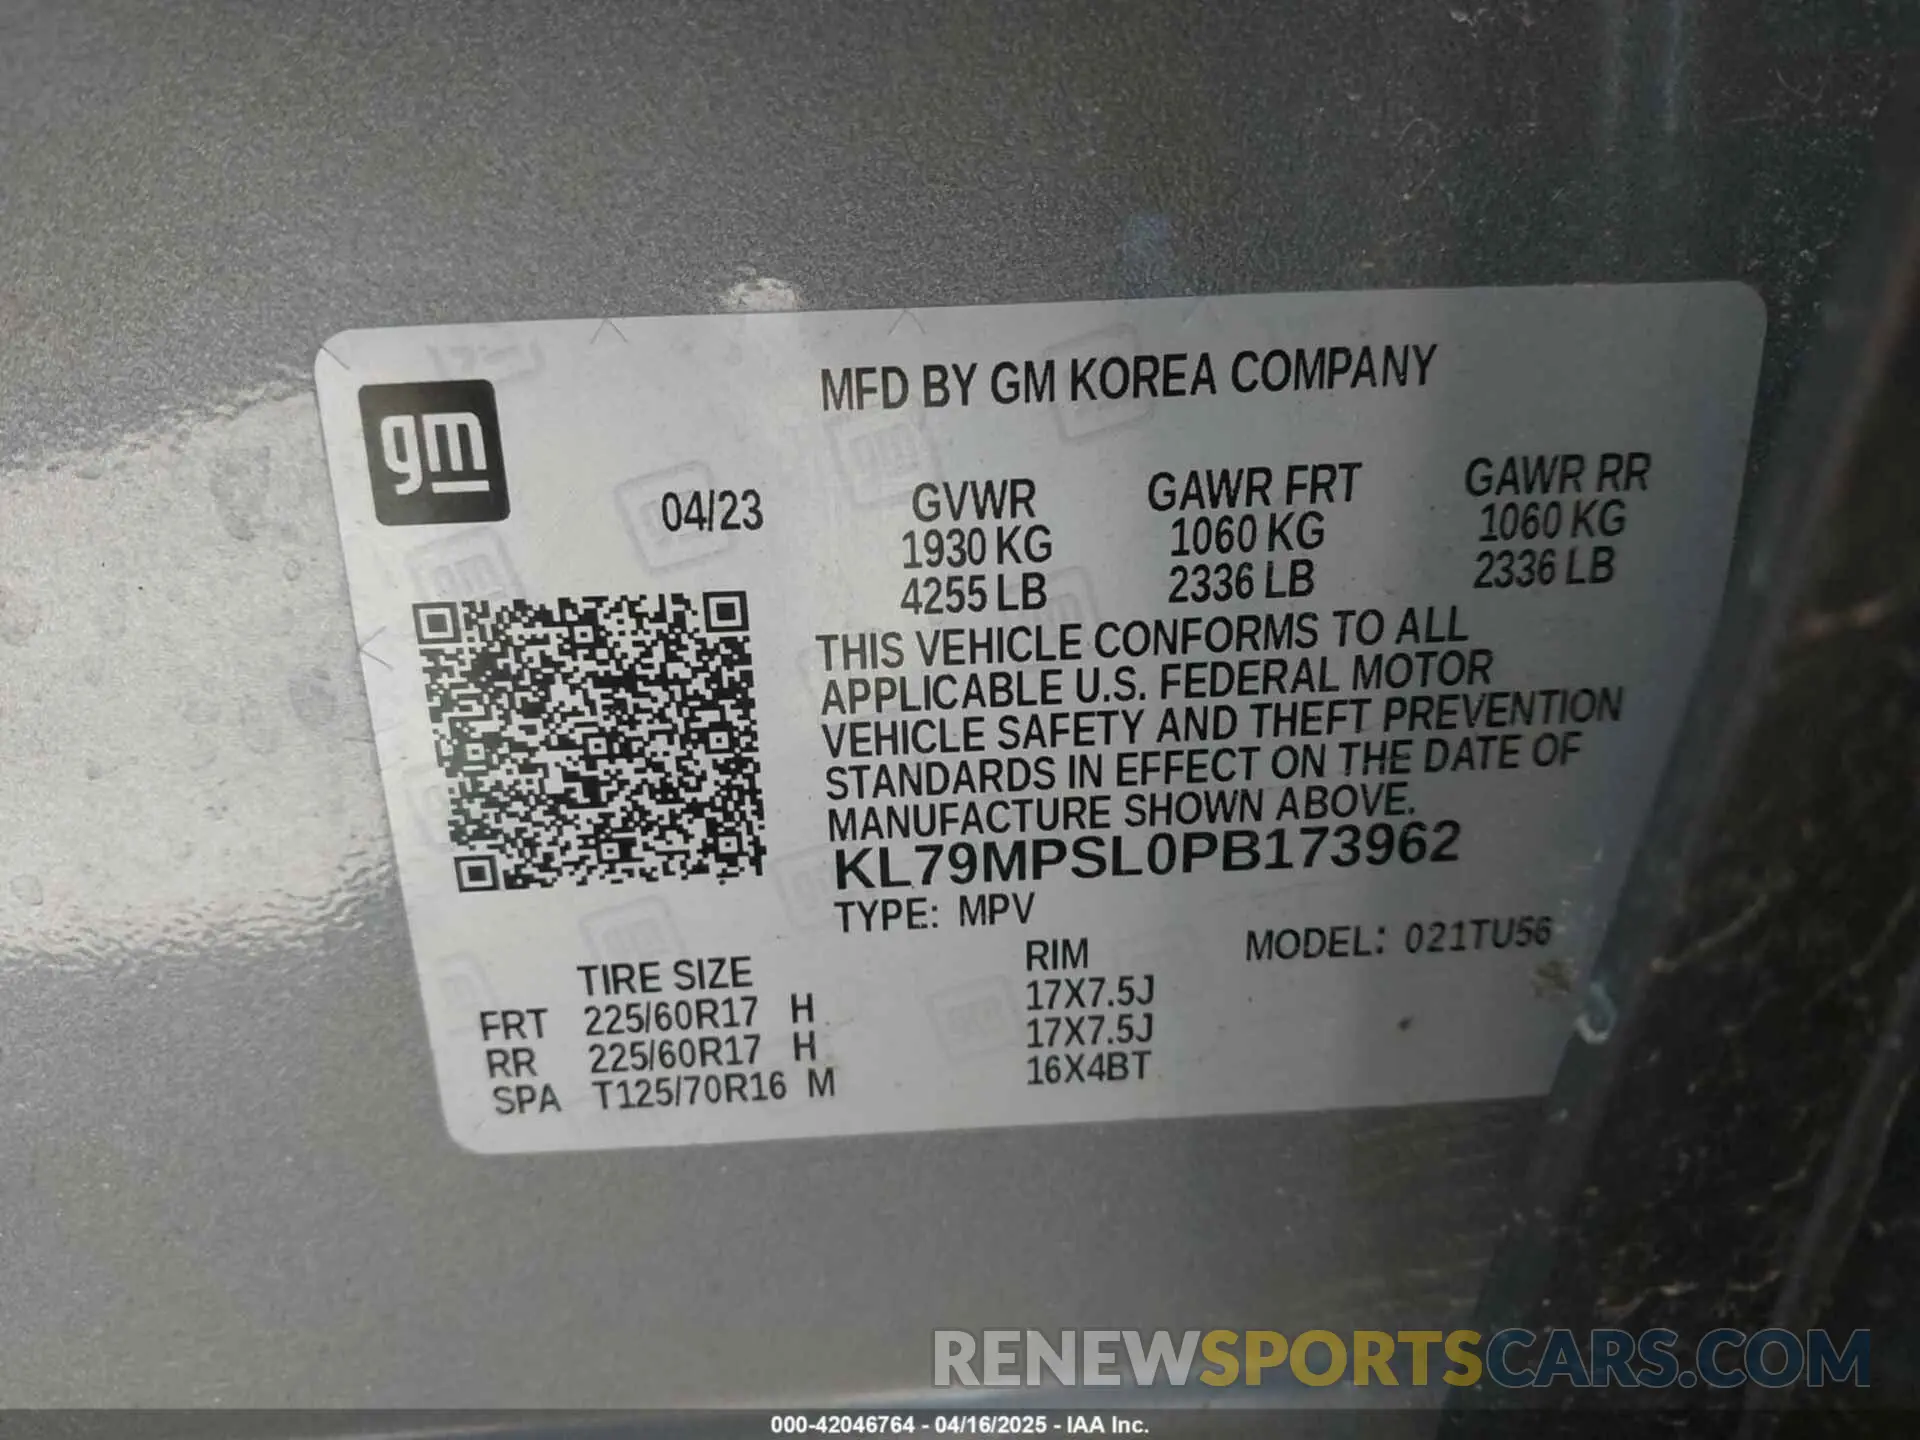 MFD BY GM KOREA COMPANY
gm
04/23
GVWR GAWR FRT GAWR RR
1930 KG 1060 KG 1060 KG
4255 LB 2336 LB 2336 LB
THIS VEHICLE CONFORMS TO ALL
APPLICABLE U.S. FEDERAL MOTOR
VEHICLE SAFETY AND THEFT PREVENTION
STANDARDS IN EFFECT ON THE DATE OF
MANUFACTURE SHOWN ABOVE.
KL79MPSL0PB173962
TYPE: MPV
MODEL: 021TU56
TIRE SIZE RIM
FRT 225/60R17 H 17X7.5J
RR 225/60R17 H 17X7.5J
SPA T125/70R16 M 16X4BT
RENEWSPORTSCARS.COM
000-42046764 - 04/16/2025 - IAA Inc.